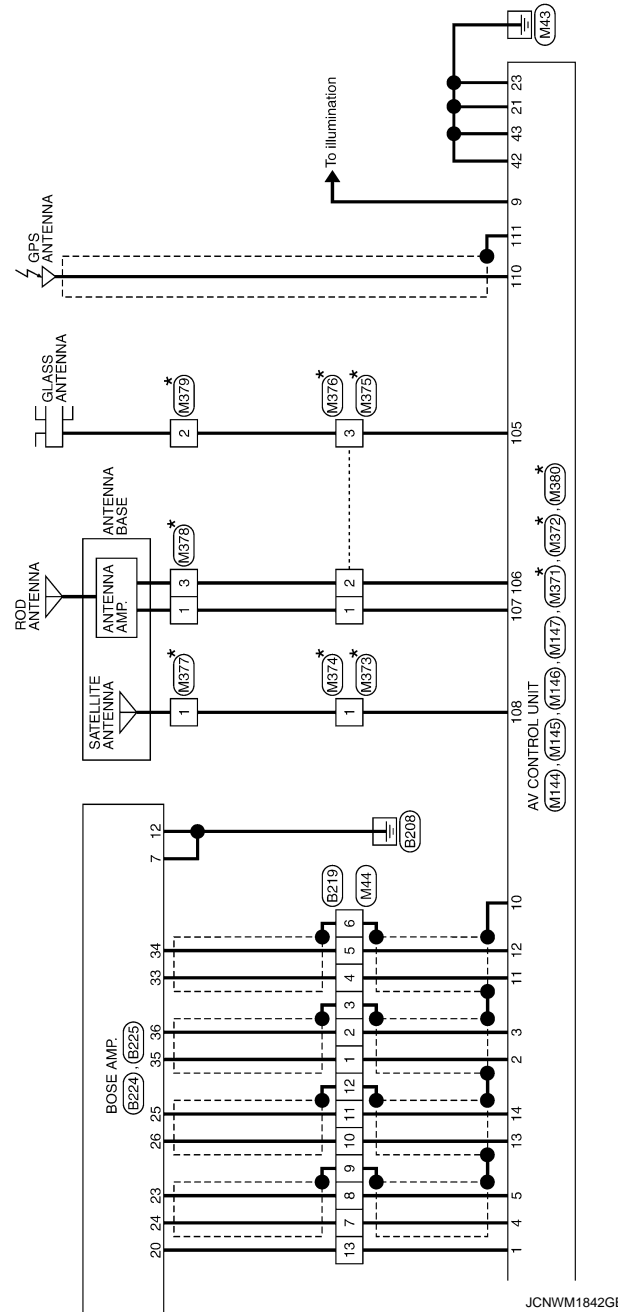 BOSE AMP.
B224 , B225
20 24 23 26 25 35 36 33 34 7 12
13 7 8 9 10 11 12 1 2 3 4 5 6
B219
M44
B208
1 4 5 13 14 2 3 11 12 10
SATELLITE
ANTENNA
ROD
ANTENNA
ANTENNA
AMP.
ANTENNA
BASE
GLASS
ANTENNA
GPS
ANTENNA
1 M377 *
1 3 M378 *
2 M379 *
1 M374 *
M373 *
1 2 3 M376 *
M375 *
To illumination
M43
108 107 106 105 110 111 9 42 43 21 23
AV CONTROL UNIT
M144 , M145 , M146 , M147 , M371 *, M372 *, M380 *
JCNWM1842GE